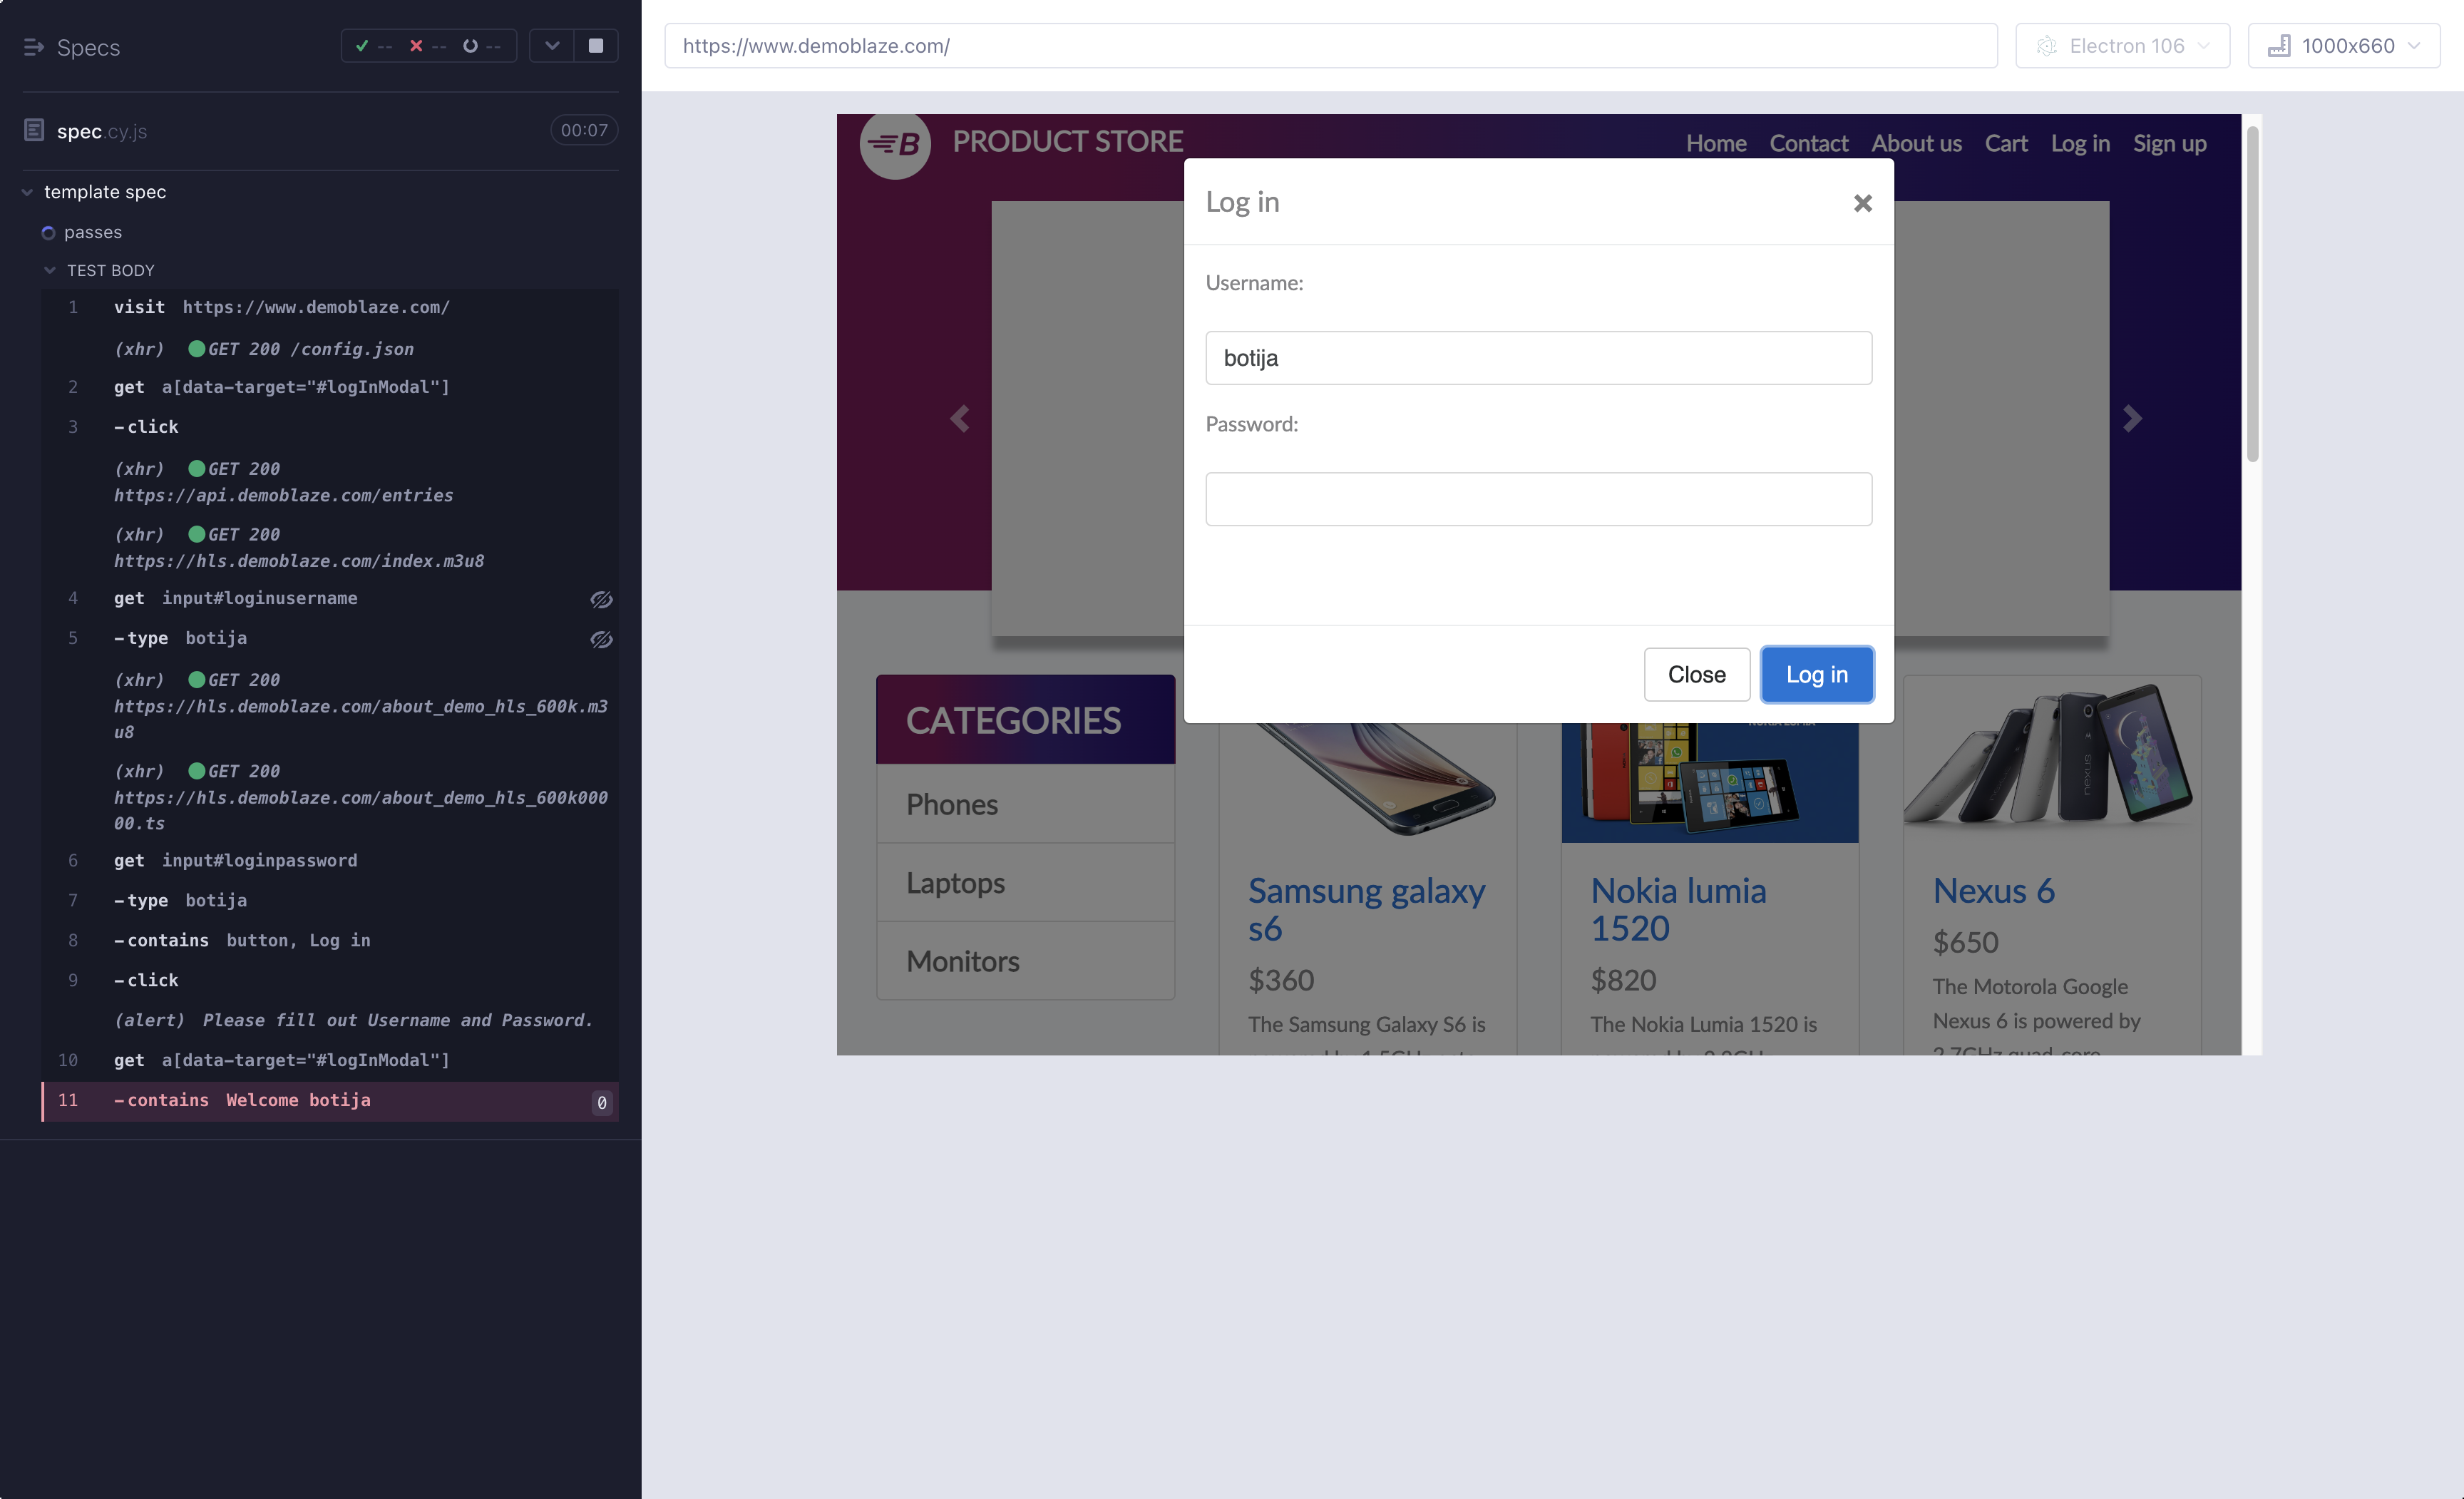 Specs
-- -- --
spec.cy.js
00:07
template spec
passes
TEST BODY
1 visit https://www.demoblaze.com/
(xhr) GET 200 /config.json
2 get a[data-target="#logInModal"]
3 -click
(xhr) GET 200
https://api.demoblaze.com/entries
(xhr) GET 200
https://hls.demoblaze.com/index.m3u8
4 get input#loginusername
5 -type botija
(xhr) GET 200
https://hls.demoblaze.com/about_demo_hls_600k.m3
u8
(xhr) GET 200
https://hls.demoblaze.com/about_demo_hls_600k000
00.ts
6 get input#loginpassword
7 -type botija
8 -contains button, Log in
9 -click
(alert) Please fill out Username and Password.
10 get a[data-target="#logInModal"]
11 -contains Welcome botija 0
https://www.demoblaze.com/
Electron 106
1000x660
B PRODUCT STORE
Home Contact About us Cart Log in Sign up
Log in
Username:
botija
Password:
Close Log in
CATEGORIES
Phones
Laptops
Monitors
Samsung galaxy
s6
$360
The Samsung Galaxy S6 is
Nokia lumia
1520
$820
The Nokia Lumia 1520 is
Nexus 6
$650
The Motorola Google
Nexus 6 is powered by
2.7GHz quad-core